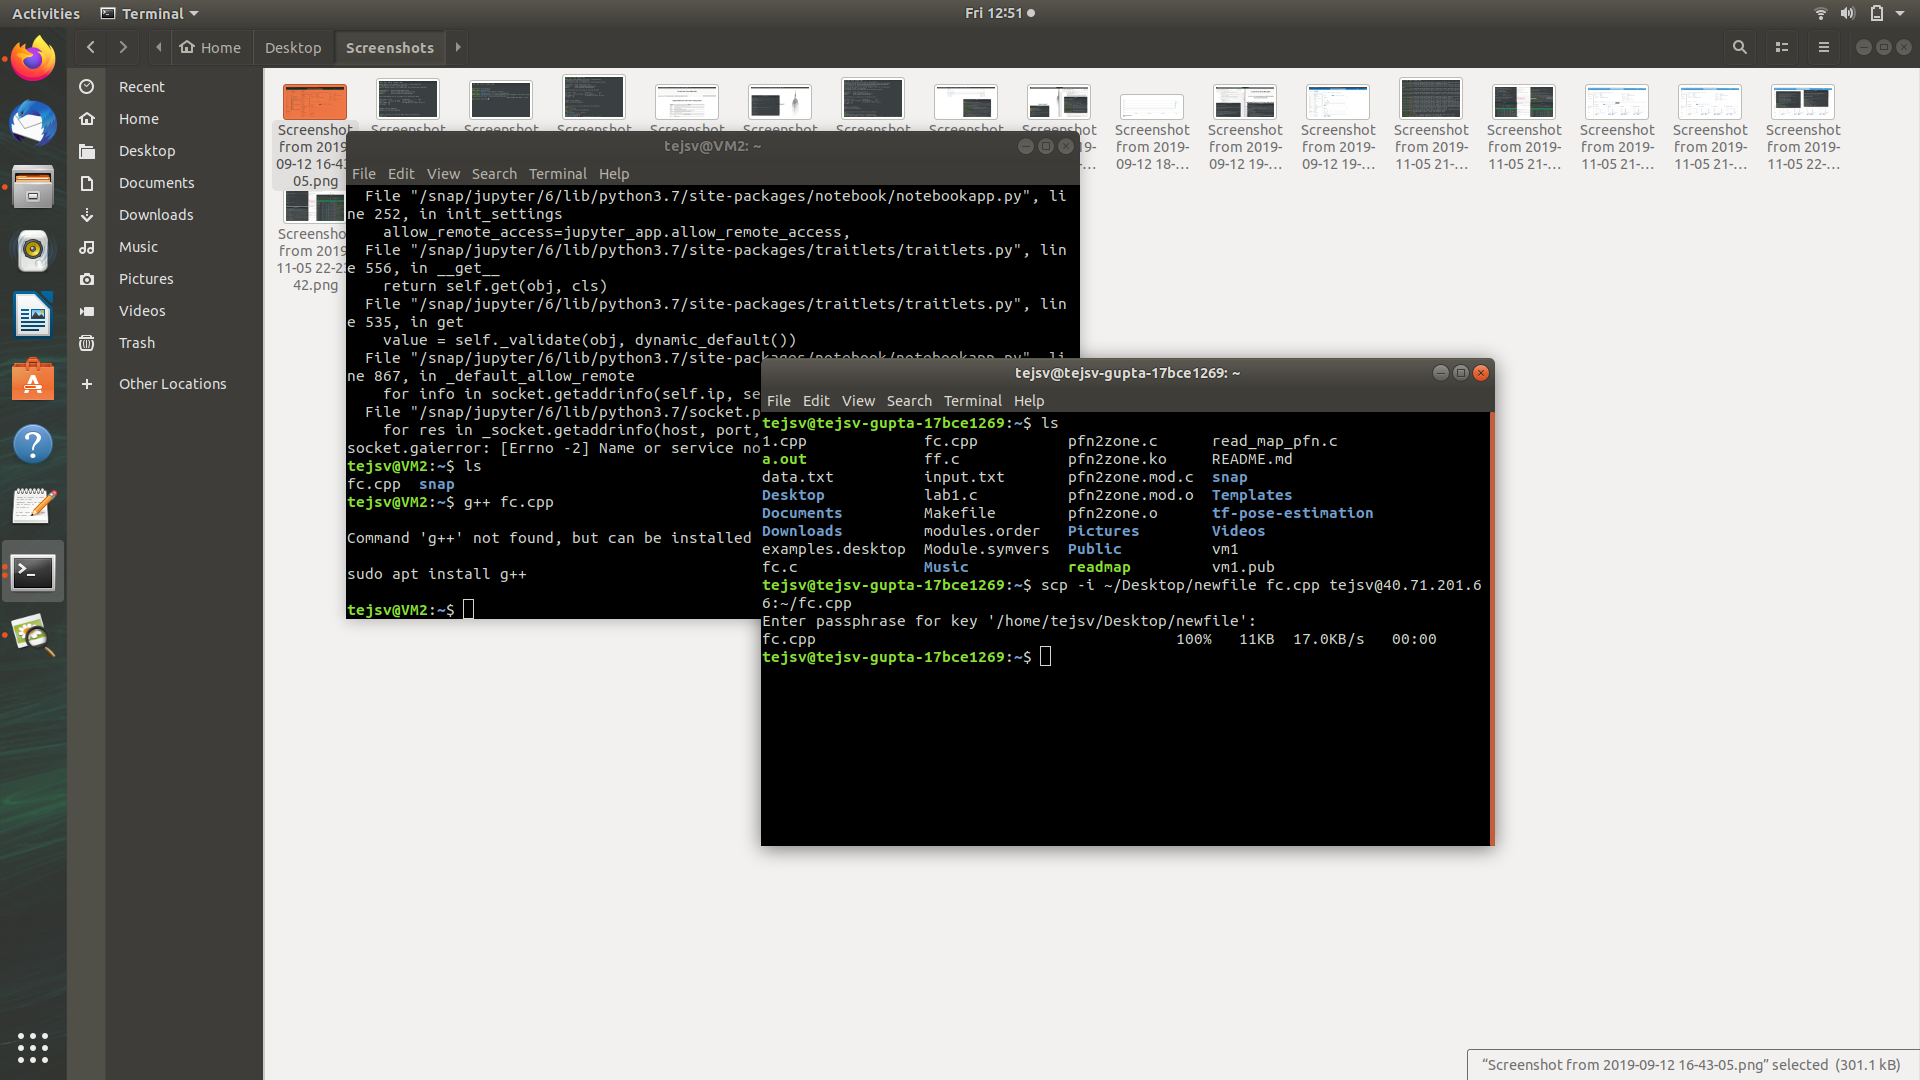 Activities Terminal Fri 12:51
Home Desktop Screenshots
Recent
Home
Desktop
Documents
Downloads
Music
Pictures
Videos
Trash
Other Locations
Screenshot Screenshot Screenshot Screenshot Screenshot Screenshot Screenshot Screenshot Screenshot Screenshot Screenshot Screenshot Screenshot Screenshot Screenshot Screenshot Screenshot
from 2019 from 2019- from 2019- from 2019- from 2019- from 2019- from 2019- from 2019- from 2019-
09-12 16-43 09-12 18-... 09-12 19-... 09-12 19-... 11-05 21-... 11-05 21-... 11-05 21-... 11-05 21-... 11-05 22-...
05.png
Screenshot
from 2019
11-05 22-2
42.png
tejsv@VM2: ~
File Edit View Search Terminal Help
File "/snap/jupyter/6/lib/python3.7/site-packages/notebook/notebookapp.py", li
ne 252, in init_settings
allow_remote_access=jupyter_app.allow_remote_access,
File "/snap/jupyter/6/lib/python3.7/site-packages/traitlets/traitlets.py", lin
e 556, in __get__
return self.get(obj, cls)
File "/snap/jupyter/6/lib/python3.7/site-packages/traitlets/traitlets.py", lin
e 535, in get
value = self._validate(obj, dynamic_default())
File "/snap/jupyter/6/lib/python3.7/site-packages/notebook/notebookapp.py", li
ne 867, in _default_allow_remote
for info in socket.getaddrinfo(self.ip, se
File "/snap/jupyter/6/lib/python3.7/socket.p
for res in _socket.getaddrinfo(host, port,
socket.gaierror: [Errno -2] Name or service no
tejsv@VM2:~$ ls
fc.cpp snap
tejsv@VM2:~$ g++ fc.cpp
Command 'g++' not found, but can be installed
sudo apt install g++
tejsv@VM2:~$
tejsv@tejsv-gupta-17bce1269: ~
File Edit View Search Terminal Help
tejsv@tejsv-gupta-17bce1269:~$ ls
1.cpp fc.cpp pfn2zone.c read_map_pfn.c
a.out ff.c pfn2zone.ko README.md
data.txt input.txt pfn2zone.mod.c snap
Desktop lab1.c pfn2zone.mod.o Templates
Documents Makefile pfn2zone.o tf-pose-estimation
Downloads modules.order Pictures Videos
examples.desktop Module.symvers Public vm1
fc.c Music readmap vm1.pub
tejsv@tejsv-gupta-17bce1269:~$ scp -i ~/Desktop/newfile fc.cpp tejsv@40.71.201.6
6:~/fc.cpp
Enter passphrase for key '/home/tejsv/Desktop/newfile':
fc.cpp 100% 11KB 17.0KB/s 00:00
tejsv@tejsv-gupta-17bce1269:~$
"Screenshot from 2019-09-12 16-43-05.png" selected (301.1 kB)